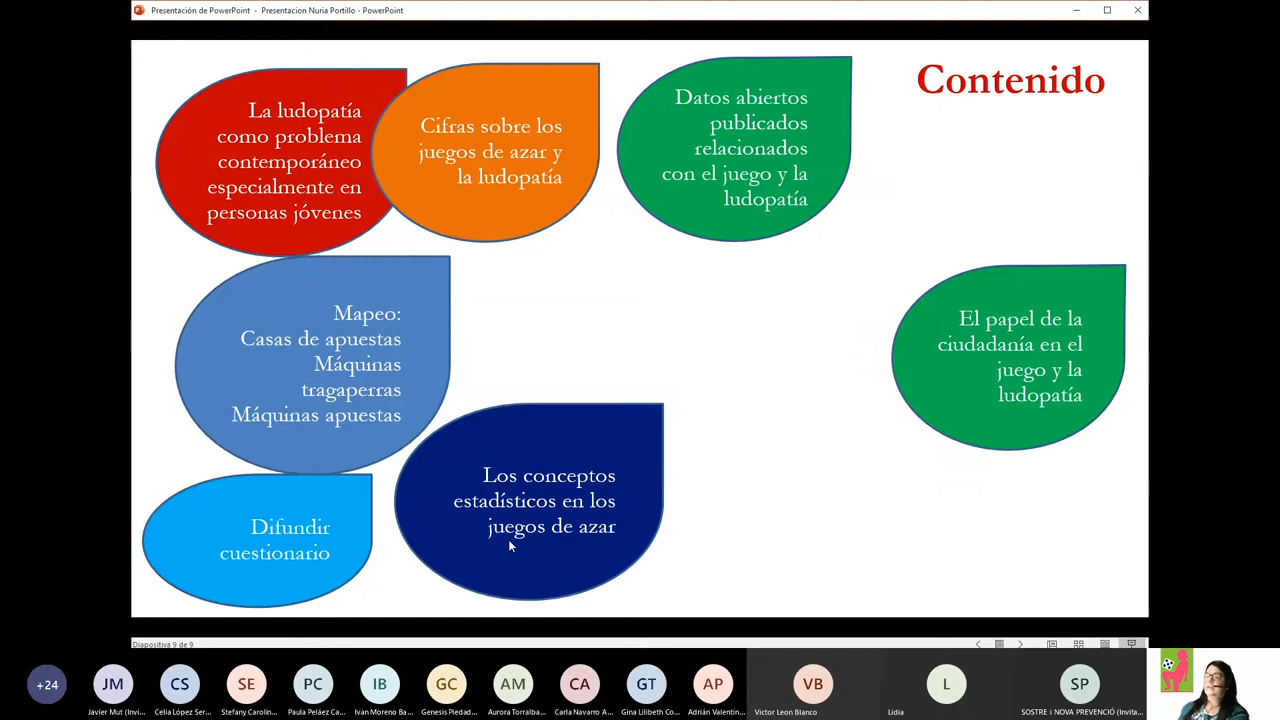 Presentación de PowerPoint - Presentacion Nuria Portillo - PowerPoint
Contenido
La ludopatía
como problema
contemporáneo
especialmente en
personas jóvenes
Cifras sobre los
juegos de azar y
la ludopatía
Datos abiertos
publicados
relacionados
con el juego y la
ludopatía
Mapeo:
Casas de apuestas
Máquinas
tragaperras
Máquinas apuestas
El papel de la
ciudadanía en el
juego y la
ludopatía
Los conceptos
estadísticos en los
juegos de azar
Difundir
cuestionario
Diapositiva 9 de 9
+24
JM
CS
SE
PC
IB
GC
AM
CA
GT
AP
VB
L
SP
Javier Mut (Invi...
Celia López Ser...
Stefany Carolin...
Paula Peláez Ca...
Ivan Moreno Ba...
Genesis Piedad...
Aurora Torralba...
Carla Navarro A...
Gina Lilibeth Co...
Adrián Valentín...
Victor Leon Blanco
Lidia
SOSTRE i NOVA PREVENCIÓ (Invita...